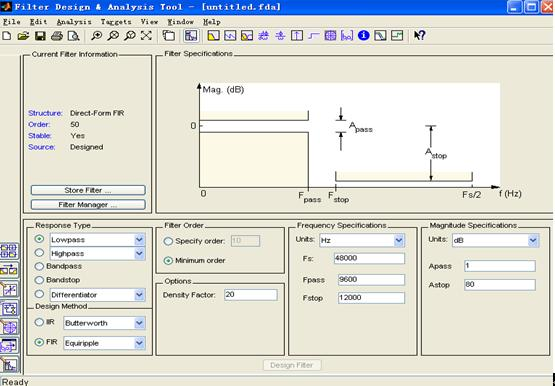 Filter Design & Analysis Tool - [untitled.fda]
File Edit Analysis Targets View Window Help
Current Filter Information
Structure: Direct-Form FIR
Order: 50
Stable: Yes
Source: Designed
Store Filter ...
Filter Manager ...
Filter Specifications
Mag. (dB)
0
A pass
A stop
0
F pass
F stop
Fs/2
f (Hz)
Response Type
Lowpass
Highpass
Bandpass
Bandstop
Differentiator
Design Method
IIR Butterworth
FIR Equiripple
Filter Order
Specify order: 10
Minimum order
Options
Density Factor: 20
Frequency Specifications
Units: Hz
Fs: 48000
Fpass 9600
Fstop 12000
Magnitude Specifications
Units: dB
Apass 1
Astop 80
Design Filter
Ready